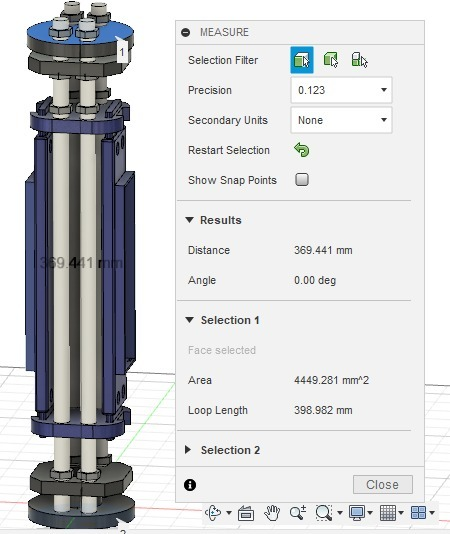 MEASURE
Selection Filter
Precision 0.123
Secondary Units None
Restart Selection
Show Snap Points
Results
Distance 369.441 mm
Angle 0.00 deg
Selection 1
Face selected
Area 4449.281 mm^2
Loop Length 398.982 mm
Selection 2
Close
1
369.441 mm
2